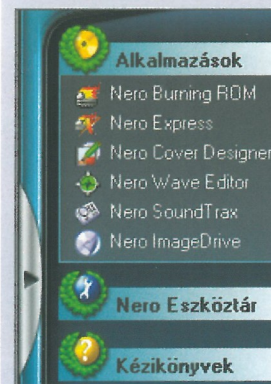 Alkalmazások
Nero Burning ROM
Nero Express
Nero Cover Designer
Nero Wave Editor
Nero SoundTrax
Nero ImageDrive
Nero Eszköztár
Kézikönyvek